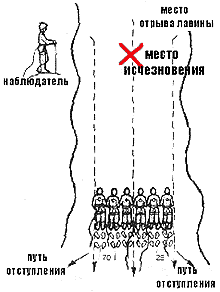 место
отрыва лавины
место
исчезновения
наблюдатель
70
25
путь
отступления
путь
отступления